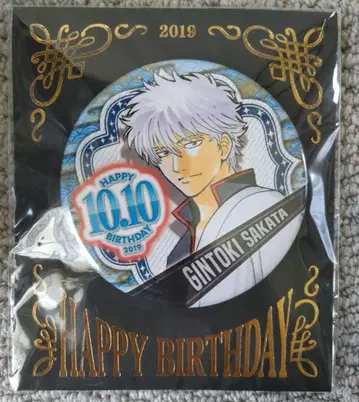 2019
HAPPY
10.10
BIRTHDAY
2019
GINTOKI SAKATA
HAPPY BIRTHDAY